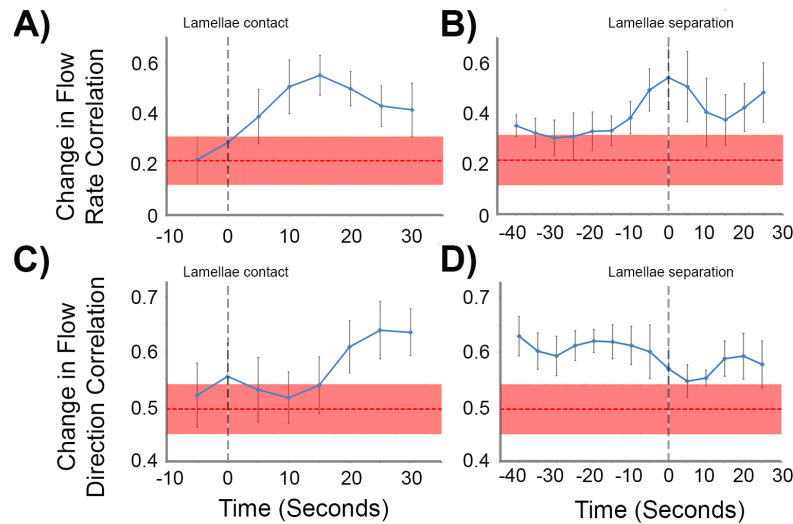 A)
Lamellae contact
Change in Flow
Rate Correlation
0.6
0.4
0.2
0
-10 0 10 20 30
B)
Lamellae separation
0.6
0.4
0.2
0
-40 -30 -20 -10 0 10 20 30
C)
Lamellae contact
Change in Flow
Direction Correlation
0.7
0.6
0.5
0.4
-10 0 10 20 30
Time (Seconds)
D)
Lamellae separation
0.7
0.6
0.5
0.4
-40 -30 -20 -10 0 10 20 30
Time (Seconds)